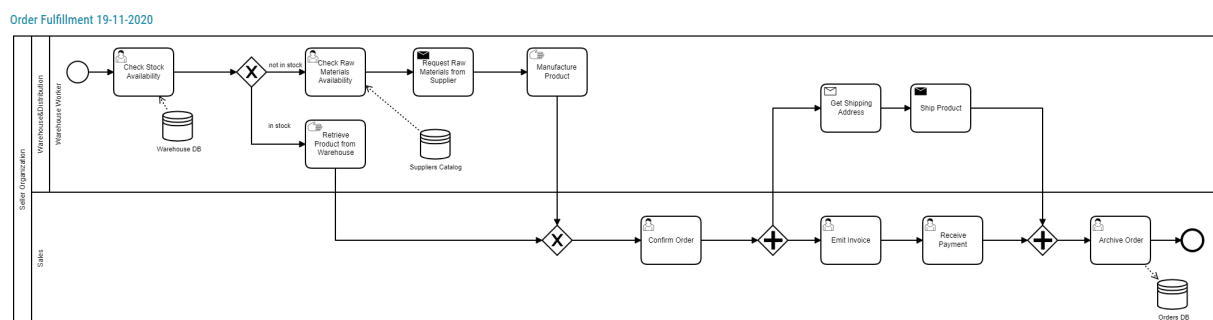 Order Fulfillment 19-11-2020
Seller Organization
Warehouse&Distribution
Warehouse Worker
Check Stock
Availability
Warehouse DB
not in stock
in stock
Check Raw
Materials
Availability
Retrieve
Product from
Warehouse
Request Raw
Materials from
Supplier
Suppliers Catalog
Manufacture
Product
Get Shipping
Address
Ship Product
Sales
Confirm Order
Emit Invoice
Receive
Payment
Archive Order
Orders DB